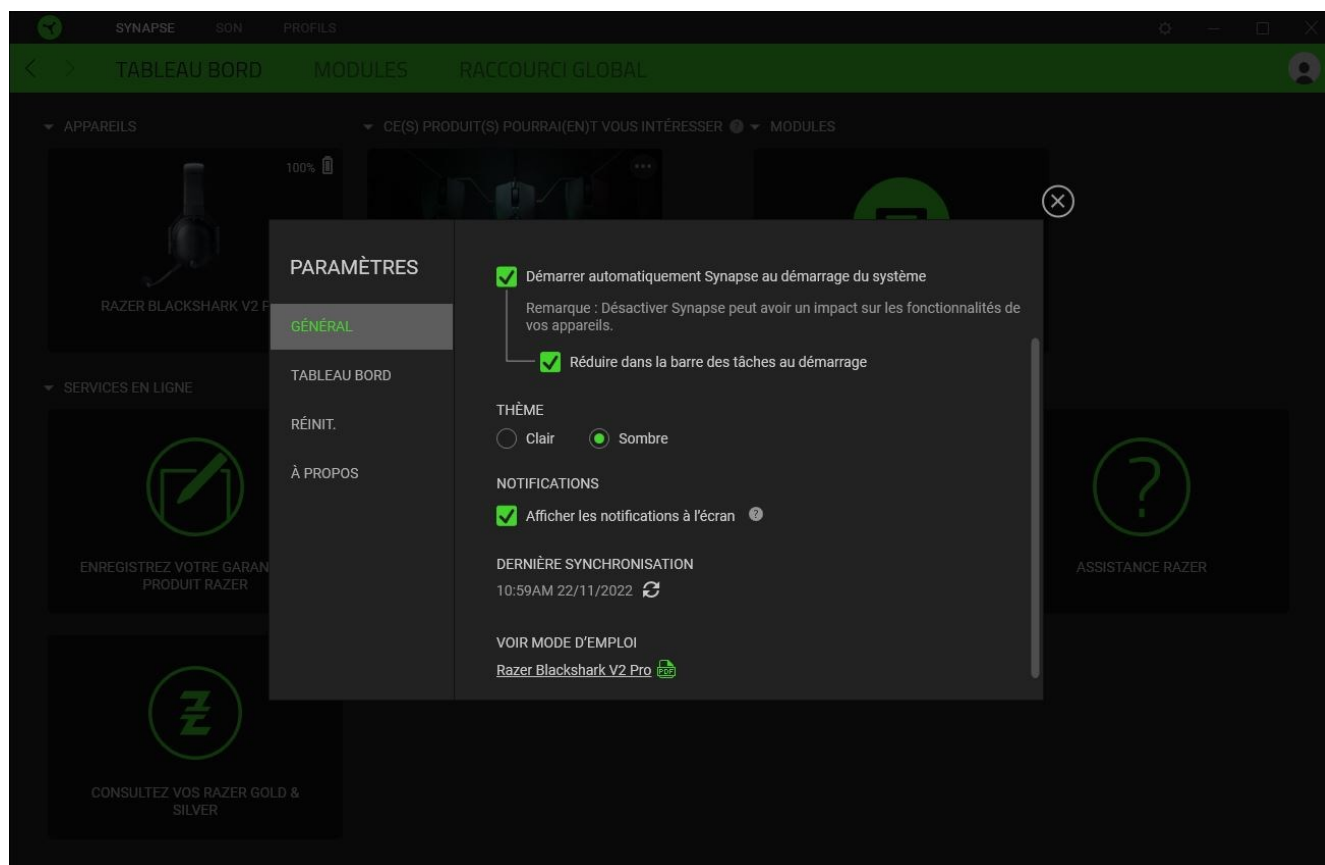 SYNAPSE SON PROFILS
TABLEAU BORD MODULES RACCOURCI GLOBAL
APPAREILS
CE(S) PRODUIT(S) POURRAI(EN)T VOUS INTÉRESSER
MODULES
100%
RAZER BLACKSHARK V2 P
SERVICES EN LIGNE
ENREGISTREZ VOTRE GARAN
PRODUIT RAZER
CONSULTEZ VOS RAZER GOLD &
SILVER
ASSISTANCE RAZER
PARAMÈTRES
GÉNÉRAL
TABLEAU BORD
RÉINIT.
À PROPOS
Démarrer automatiquement Synapse au démarrage du système
Remarque : Désactiver Synapse peut avoir un impact sur les fonctionnalités de
vos appareils.
Réduire dans la barre des tâches au démarrage
THÈME
Clair Sombre
NOTIFICATIONS
Afficher les notifications à l'écran ?
DERNIÈRE SYNCHRONISATION
10:59AM 22/11/2022
VOIR MODE D'EMPLOI
Razer Blackshark V2 Pro PDF